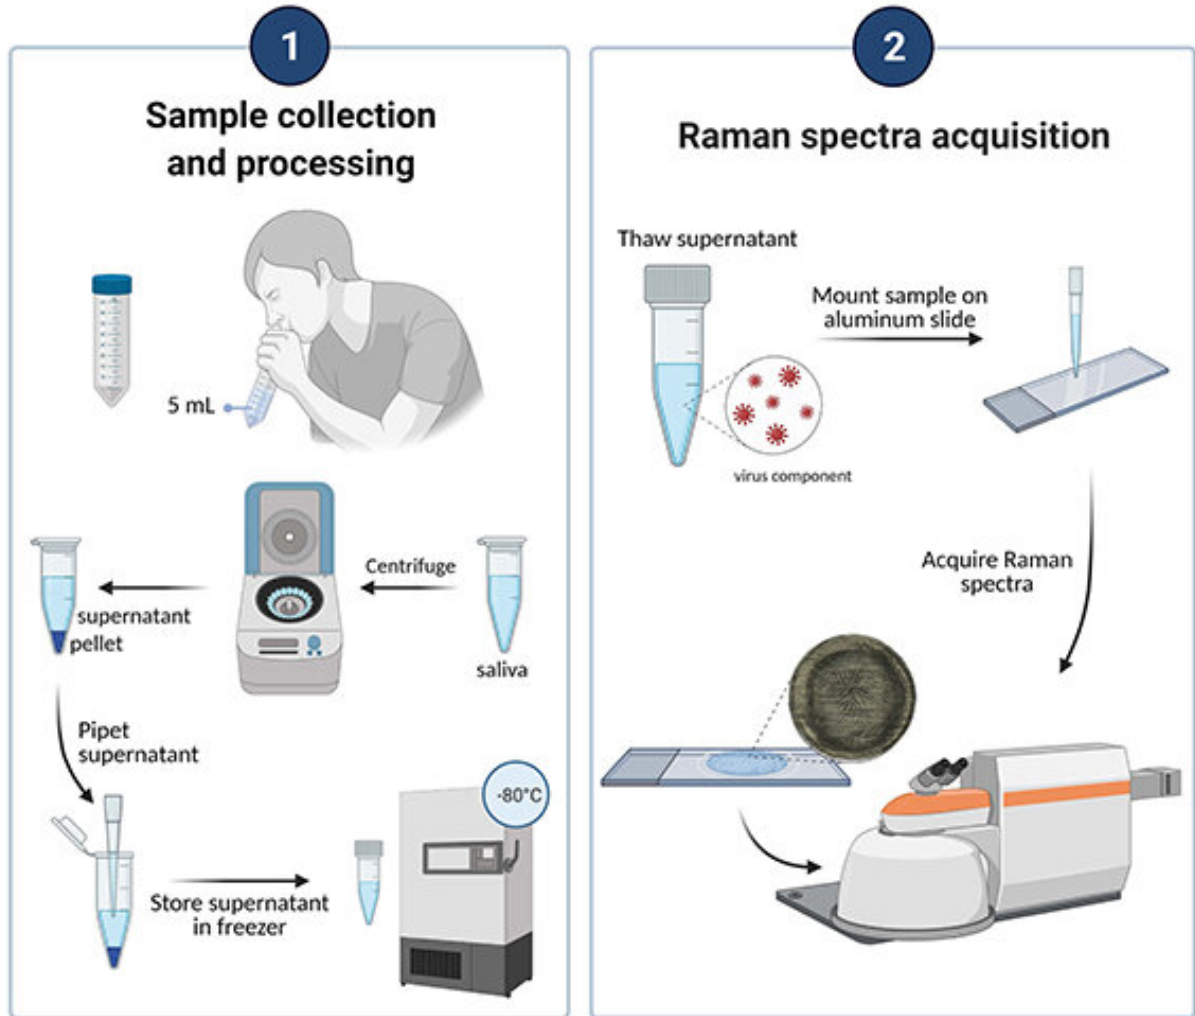 1
Sample collection
and processing
5 mL
Centrifuge
supernatant
pellet
saliva
Pipet
supernatant
-80°C
Store supernatant
in freezer
2
Raman spectra acquisition
Thaw supernatant
Mount sample on
aluminum slide
virus component
Acquire Raman
spectra